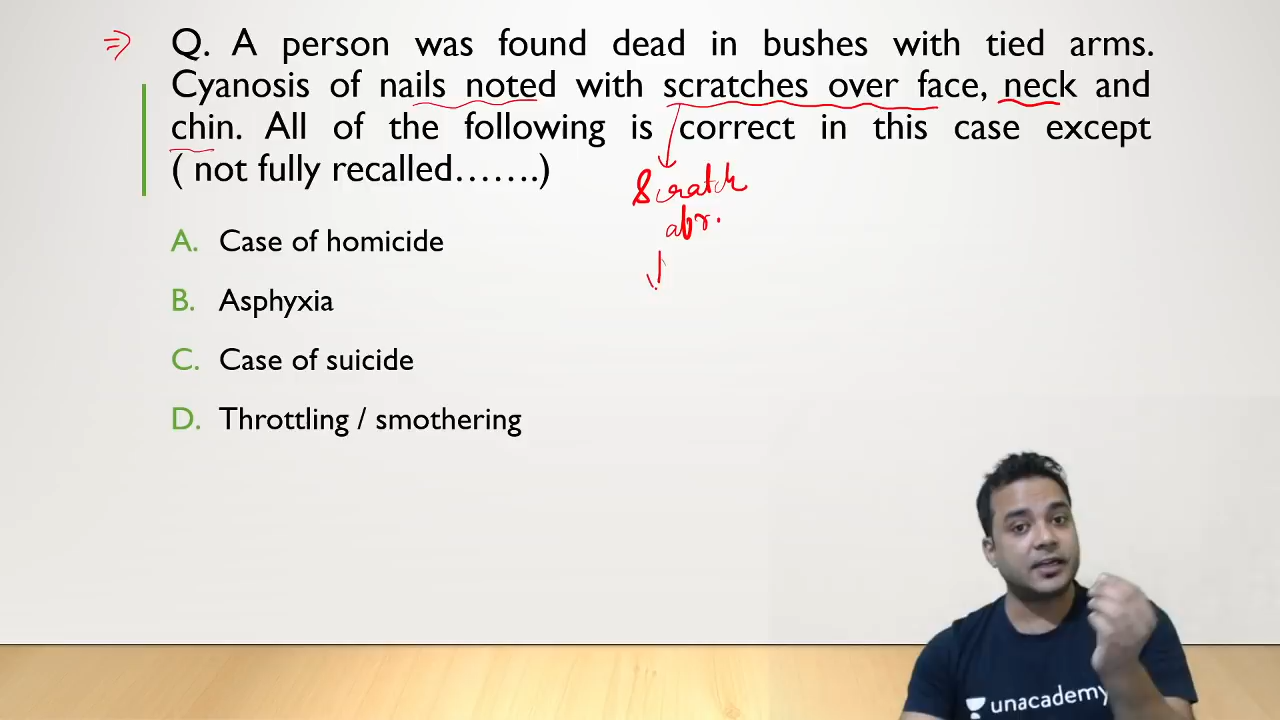 Q. A person was found dead in bushes with tied arms.
Cyanosis of nails noted with scratches over face, neck and
chin. All of the following is correct in this case except
( not fully recalled…….)
Scratch
abr.
A. Case of homicide
B. Asphyxia
C. Case of suicide
D. Throttling / smothering
unacademy